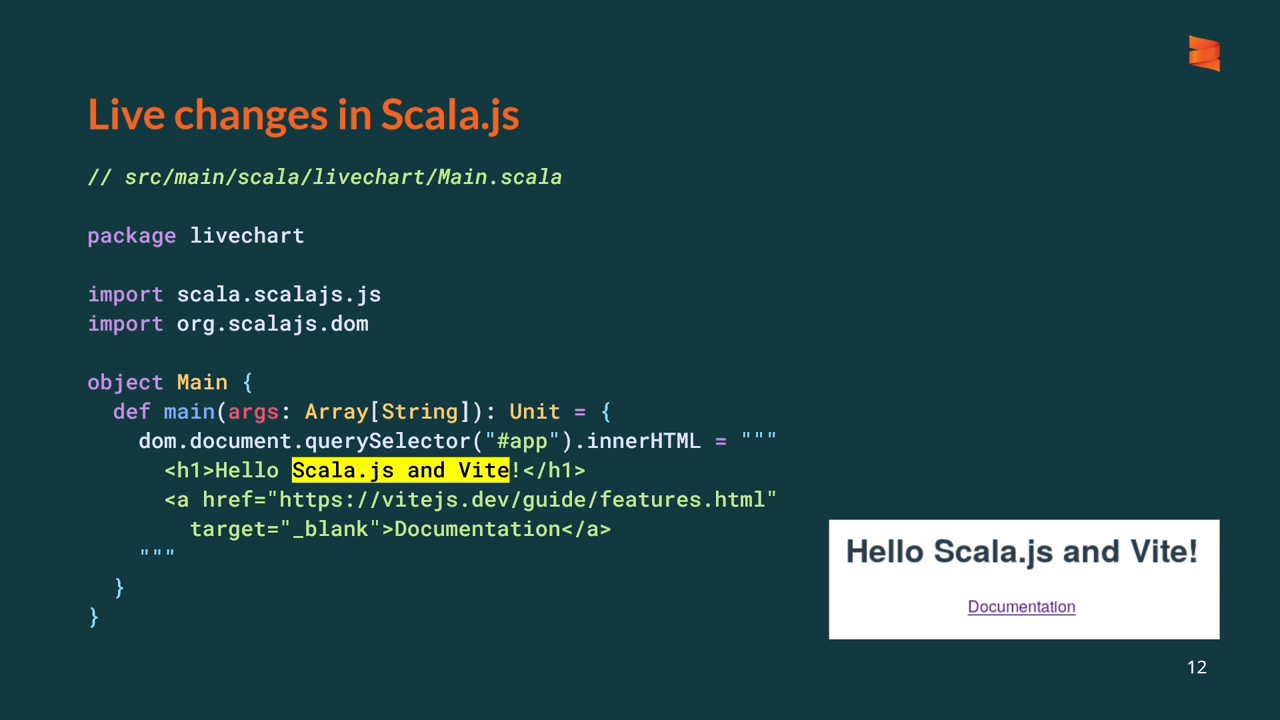 Live changes in Scala.js
// src/main/scala/livechart/Main.scala
package livechart
import scala.scalajs.js
import org.scalajs.dom
object Main {
  def main(args: Array[String]): Unit = {
    dom.document.querySelector("#app").innerHTML = """
      <h1>Hello Scala.js and Vite!</h1>
      <a href="https://vitejs.dev/guide/features.html"
        target="_blank">Documentation</a>
    """
  }
}
Hello Scala.js and Vite!
Documentation
12